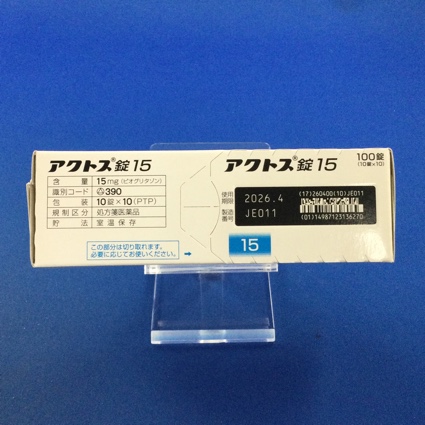 アクトス®錠15
含 量 15mg(ピオグリタゾン)
識別コード 390
包 装 10錠×10(PTP)
規制区分 処方箋医薬品
貯 法 室温保存
この部分は切り取れます。
必要に応じてお使いください。
→
アクトス®錠15
100錠
(10錠×10)
使用期限 2026.4
製造番号 JE011
(17)260400(10)JE011
(01)14987123136270
15